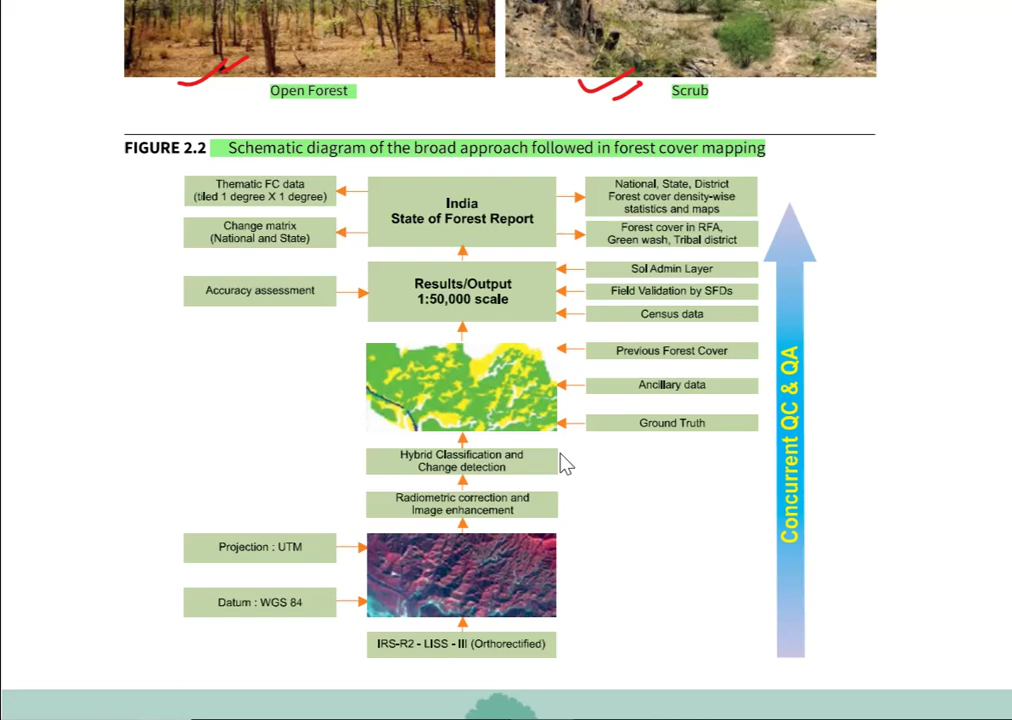 Open Forest
Scrub
FIGURE 2.2 Schematic diagram of the broad approach followed in forest cover mapping
Thematic FC data
(tiled 1 degree X 1 degree)
Change matrix
(National and State)
India
State of Forest Report
National, State, District
Forest cover density-wise
statistics and maps
Forest cover in RFA,
Green wash, Tribal district
Accuracy assessment
Results/Output
1:50,000 scale
Sol Admin Layer
Field Validation by SFDs
Census data
Previous Forest Cover
Ancillary data
Ground Truth
Hybrid Classification and
Change detection
Radiometric correction and
Image enhancement
Projection : UTM
Datum : WGS 84
IRS-R2 - LISS - III (Orthorectified)
Concurrent QC & QA